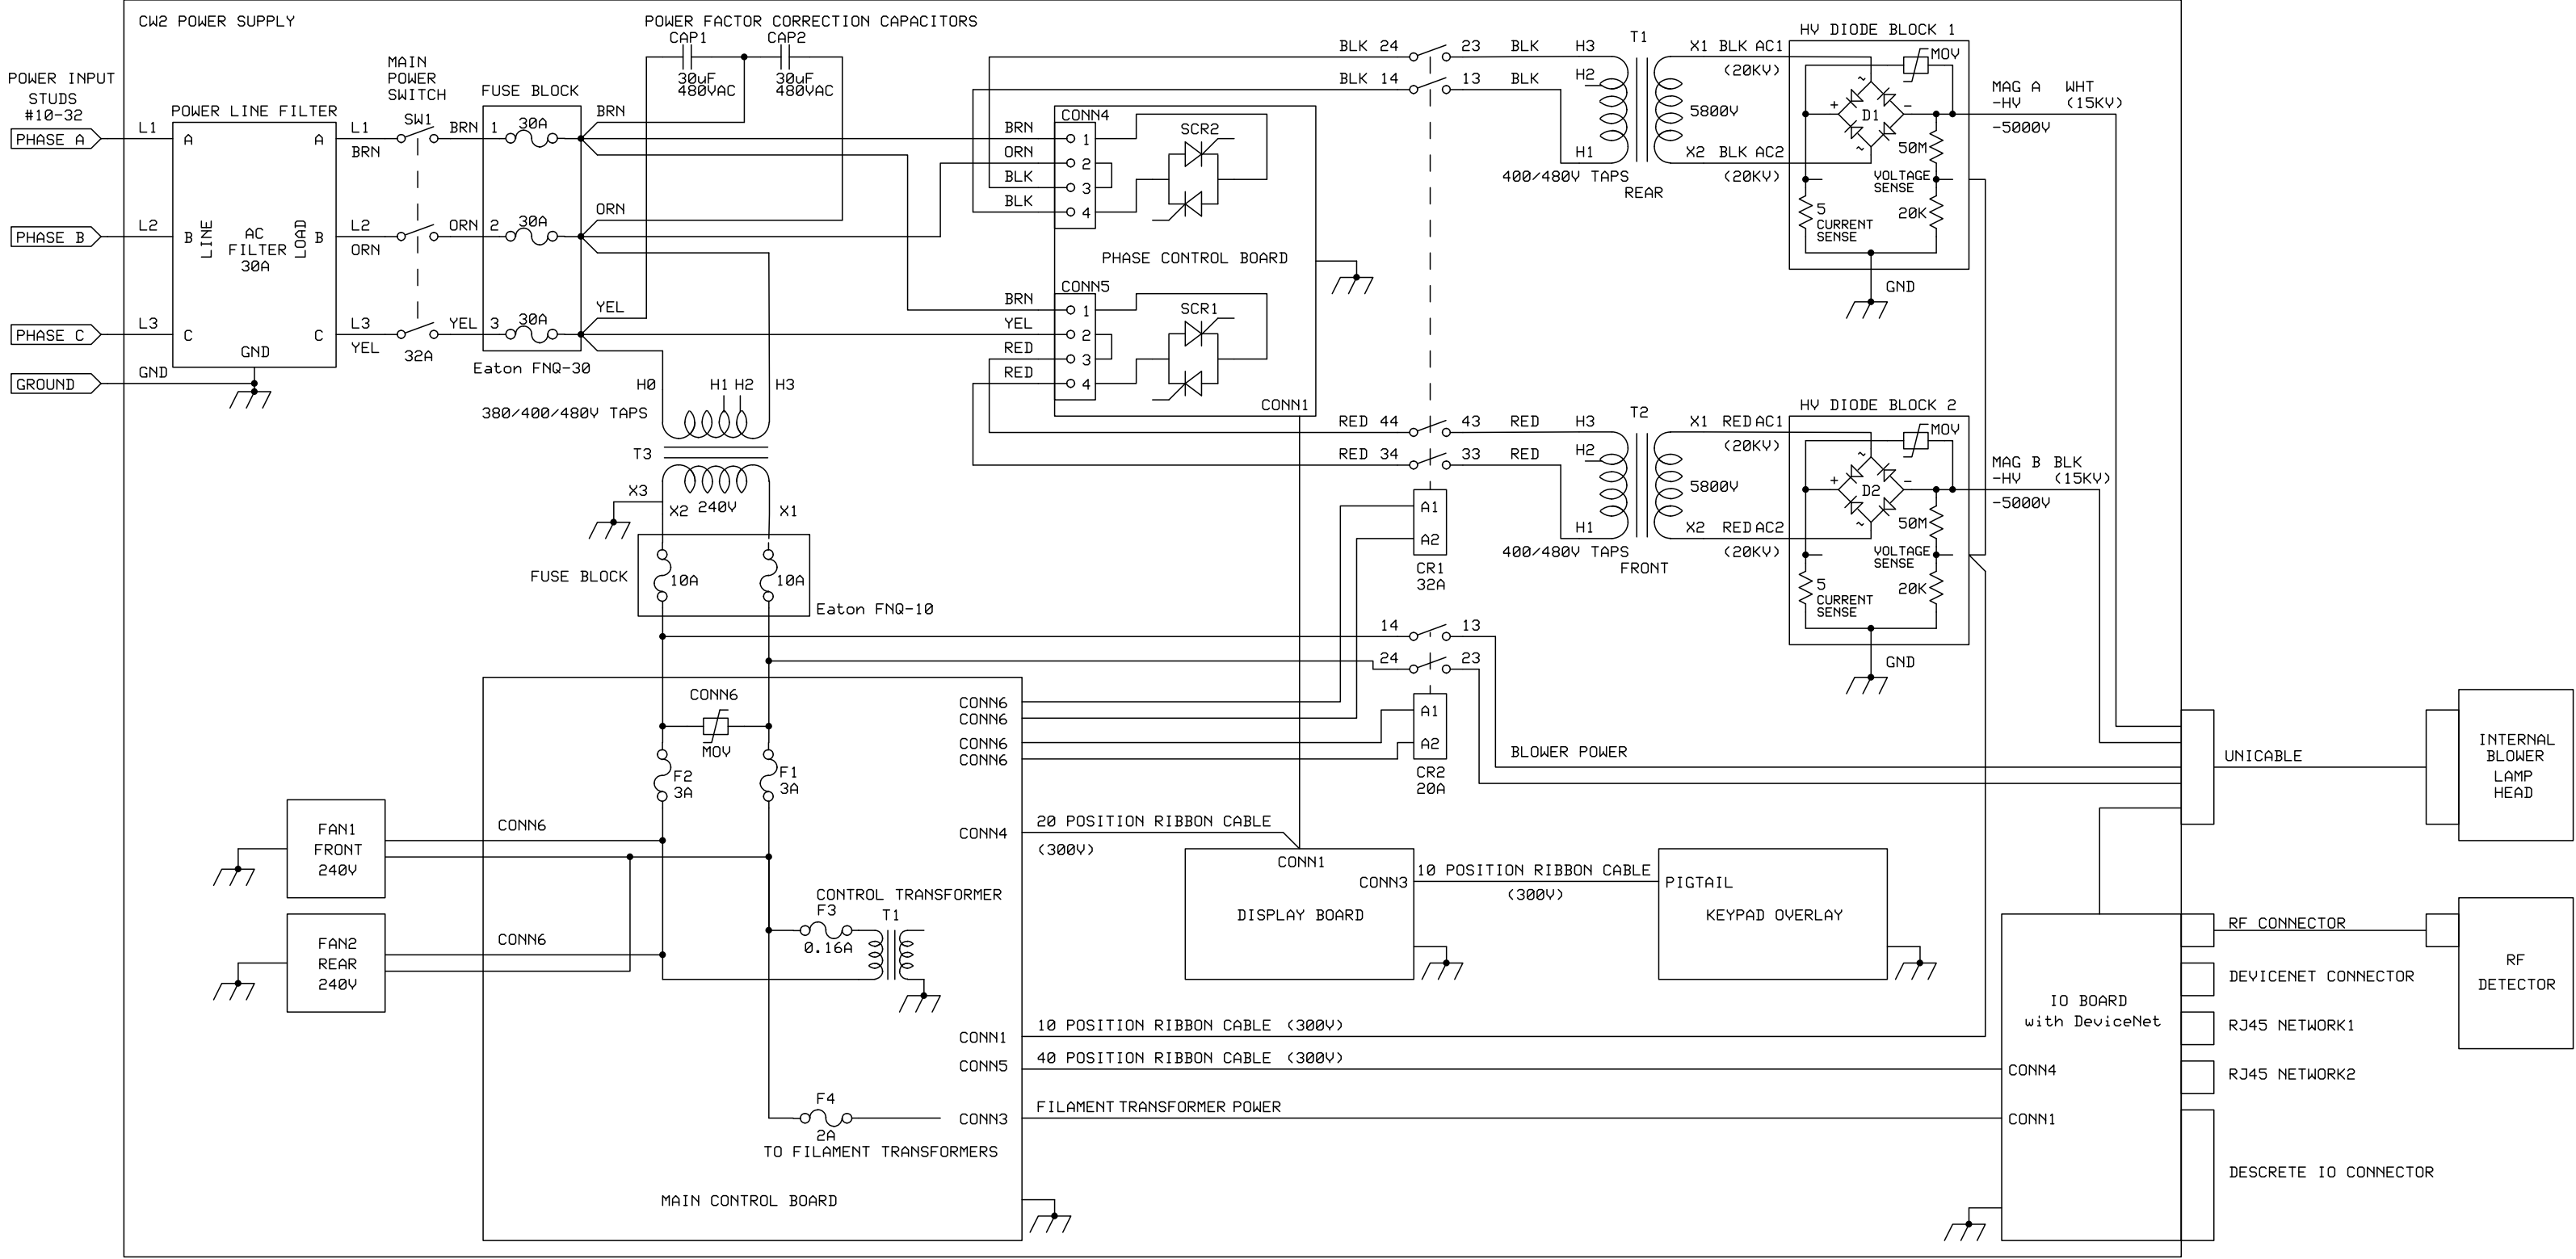 CW2 POWER SUPPLY
POWER INPUT
STUDS
#10-32
PHASE A
PHASE B
PHASE C
GROUND
L1
L2
L3
GND
POWER LINE FILTER
A
A
B
B
C
C
LINE
AC
FILTER
30A
LOAD
GND
L1
BRN
L2
ORN
L3
YEL
MAIN
POWER
SWITCH
SW1
32A
BRN
ORN
YEL
FUSE BLOCK
1
30A
2
30A
3
30A
Eaton FNQ-30
BRN
ORN
YEL
POWER FACTOR CORRECTION CAPACITORS
CAP1
30uF
480VAC
CAP2
30uF
480VAC
H0
H1
H2
H3
380/400/480V TAPS
T3
X3
X2
240V
X1
FUSE BLOCK
10A
10A
Eaton FNQ-10
BRN
ORN
BLK
BLK
CONN4
1
2
3
4
SCR2
PHASE CONTROL BOARD
BRN
YEL
RED
RED
CONN5
1
2
3
4
SCR1
CONN1
BLK 24
23
BLK
BLK 14
13
BLK
H3
H2
H1
T1
400/480V TAPS
REAR
X1 BLK AC1
(20KV)
5800V
X2 BLK AC2
(20KV)
HV DIODE BLOCK 1
MOV
~
+
D1
-
~
50M
VOLTAGE
SENSE
20K
5
CURRENT
SENSE
GND
MAG A WHT
-HV (15KV)
-5000V
RED 44
43
RED
RED 34
33
RED
H3
H2
H1
T2
400/480V TAPS
FRONT
X1 RED AC1
(20KV)
5800V
X2 RED AC2
(20KV)
HV DIODE BLOCK 2
MOV
~
+
D2
-
~
50M
VOLTAGE
SENSE
20K
5
CURRENT
SENSE
GND
MAG B BLK
-HV (15KV)
-5000V
A1
A2
CR1
32A
14
13
24
23
A1
A2
CR2
20A
BLOWER POWER
CONN6
MOV
F2
3A
F1
3A
CONN6
CONN6
CONN6
CONN6
FAN1
FRONT
240V
CONN6
FAN2
REAR
240V
CONN6
CONTROL TRANSFORMER
F3
0.16A
T1
CONN4
20 POSITION RIBBON CABLE
(300V)
CONN1
CONN3
DISPLAY BOARD
10 POSITION RIBBON CABLE
(300V)
PIGTAIL
KEYPAD OVERLAY
CONN1
10 POSITION RIBBON CABLE (300V)
CONN5
40 POSITION RIBBON CABLE (300V)
F4
2A
CONN3
FILAMENT TRANSFORMER POWER
TO FILAMENT TRANSFORMERS
MAIN CONTROL BOARD
IO BOARD
with DeviceNet
CONN4
CONN1
UNICABLE
INTERNAL
BLOWER
LAMP
HEAD
RF CONNECTOR
RF
DETECTOR
DEVICENET CONNECTOR
RJ45 NETWORK1
RJ45 NETWORK2
DESCRETE IO CONNECTOR